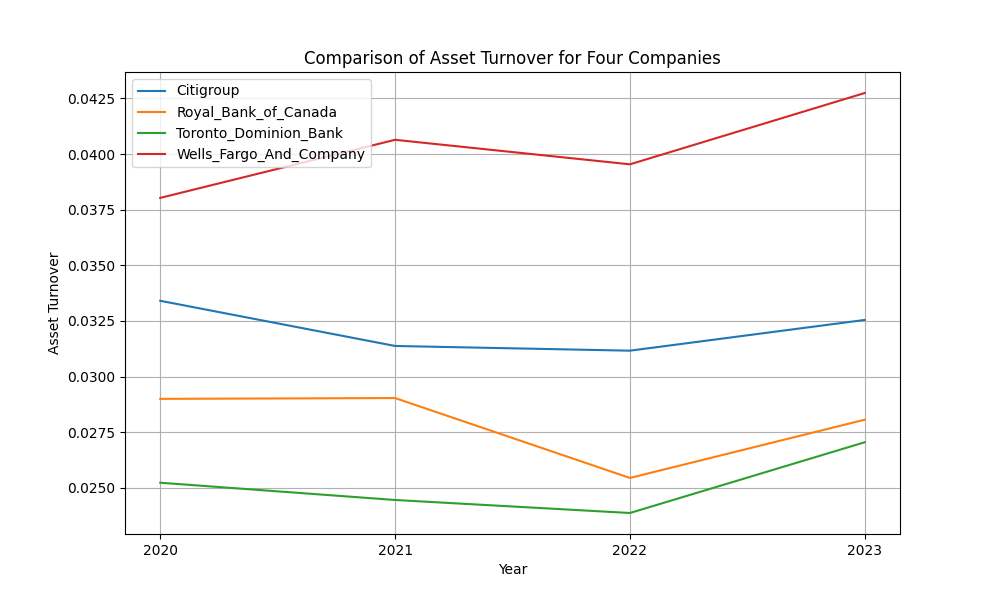 Comparison of Asset Turnover for Four Companies
Citigroup
Royal_Bank_of_Canada
Toronto_Dominion_Bank
Wells_Fargo_And_Company
0.0425
0.0400
0.0375
0.0350
0.0325
0.0300
0.0275
0.0250
Asset Turnover
2020 2021 2022 2023
Year